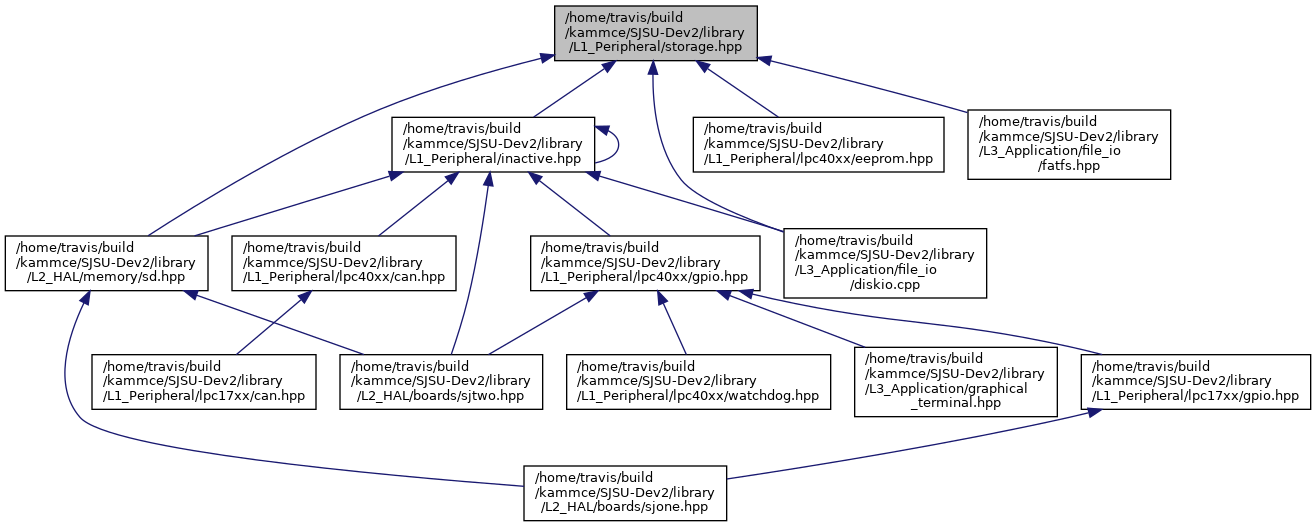 /home/travis/build
/kammce/SJSU-Dev2/library
/L1_Peripheral/storage.hpp
/home/travis/build
/kammce/SJSU-Dev2/library
/L1_Peripheral/inactive.hpp
/home/travis/build
/kammce/SJSU-Dev2/library
/L1_Peripheral/lpc40xx/eeprom.hpp
/home/travis/build
/kammce/SJSU-Dev2/library
/L3_Application/file_io
/fatfs.hpp
/home/travis/build
/kammce/SJSU-Dev2/library
/L2_HAL/memory/sd.hpp
/home/travis/build
/kammce/SJSU-Dev2/library
/L1_Peripheral/lpc40xx/can.hpp
/home/travis/build
/kammce/SJSU-Dev2/library
/L1_Peripheral/lpc40xx/gpio.hpp
/home/travis/build
/kammce/SJSU-Dev2/library
/L3_Application/file_io
/diskio.cpp
/home/travis/build
/kammce/SJSU-Dev2/library
/L1_Peripheral/lpc17xx/can.hpp
/home/travis/build
/kammce/SJSU-Dev2/library
/L2_HAL/boards/sjtwo.hpp
/home/travis/build
/kammce/SJSU-Dev2/library
/L1_Peripheral/lpc40xx/watchdog.hpp
/home/travis/build
/kammce/SJSU-Dev2/library
/L3_Application/graphical
_terminal.hpp
/home/travis/build
/kammce/SJSU-Dev2/library
/L1_Peripheral/lpc17xx/gpio.hpp
/home/travis/build
/kammce/SJSU-Dev2/library
/L2_HAL/boards/sjone.hpp